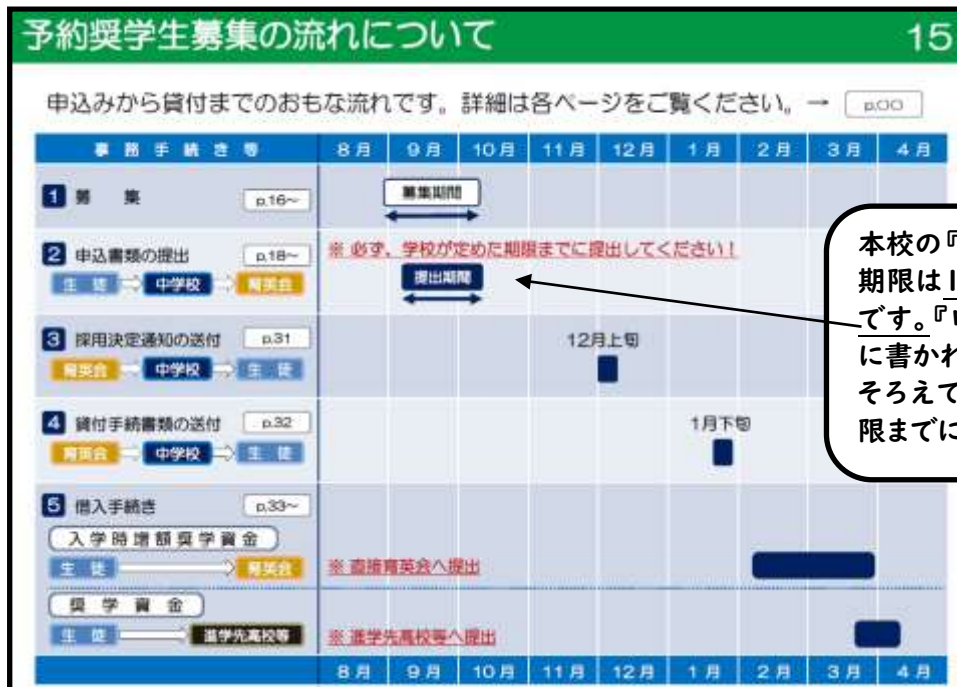 予約奨学生募集の流れについて 15
申込みから貸付までのおもな流れです。詳細は各ページをご覧ください。→ p.○○
事務手続き等 8月 9月 10月 11月 12月 1月 2月 3月 4月
1 募集 p.16~
募集期間
2 申込書類の提出 p.18~
※ 必ず、学校が定めた期限までに提出してください!
生徒 中学校 育英会
提出期間
3 採用決定通知の送付 p.31
12月上旬
育英会 中学校 生徒
4 貸付手続書類の送付 p.32
1月下旬
育英会 中学校 生徒
5 借入手続き p.33~
入学時増額奨学資金
生徒 育英会
※ 直接育英会へ提出
奨学資金
生徒 進学先高校等
※ 進学先高校等へ提出
8月 9月 10月 11月 12月 1月 2月 3月 4月
本校の『
期限は1
です。『
に書かれ
そろえて
限までに